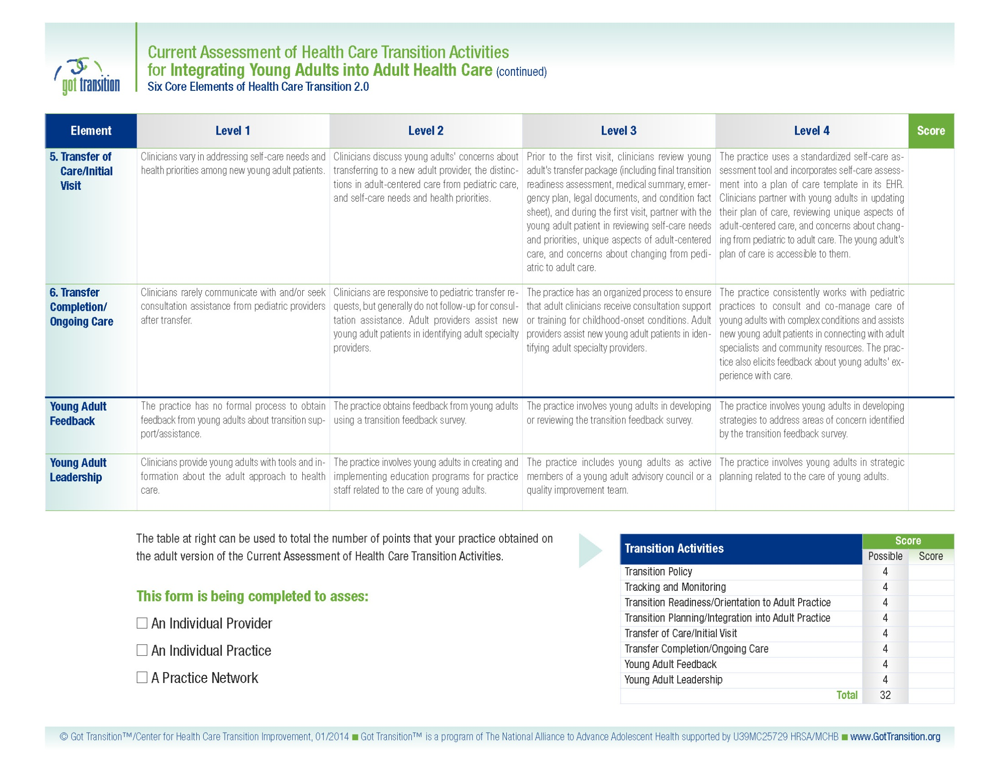 got transition
Current Assessment of Health Care Transition Activities
for Integrating Young Adults into Adult Health Care (continued)
Six Core Elements of Health Care Transition 2.0
Element
Level 1
Level 2
Level 3
Level 4
Score
5. Transfer of
Care/Initial
Visit
Clinicians vary in addressing self-care needs and
health priorities among new young adult patients.
Clinicians discuss young adults' concerns about
transferring to a new adult provider, the distinc-
tions in adult-centered care from pediatric care,
and self-care needs and health priorities.
Prior to the first visit, clinicians review young
adult's transfer package (including final transition
readiness assessment, medical summary, emer-
gency plan, legal documents, and condition fact
sheet), and during the first visit, partner with the
young adult patient in reviewing self-care needs
and priorities, unique aspects of adult-centered
care, and concerns about changing from pedi-
atric to adult care.
The practice uses a standardized self-care as-
sessment tool and incorporates self-care assess-
ment into a plan of care template in its EHR.
Clinicians partner with young adults in updating
their plan of care, reviewing unique aspects of
adult-centered care, and concerns about chang-
ing from pediatric to adult care. The young adult's
plan of care is accessible to them.
6. Transfer
Completion/
Ongoing Care
Clinicians rarely communicate with and/or seek
consultation assistance from pediatric providers
after transfer.
Clinicians are responsive to pediatric transfer re-
quests, but generally do not follow-up for consul-
tation assistance. Adult providers assist new
young adult patients in identifying adult specialty
providers.
The practice has an organized process to ensure
that adult clinicians receive consultation support
or training for childhood-onset conditions. Adult
providers assist new young adult patients in iden-
tifying adult specialty providers.
The practice consistently works with pediatric
practices to consult and co-manage care of
young adults with complex conditions and assists
new young adult patients in connecting with adult
specialists and community resources. The prac-
tice also elicits feedback about young adults' ex-
perience with care.
Young Adult
Feedback
The practice has no formal process to obtain
feedback from young adults about transition sup-
port/assistance.
The practice obtains feedback from young adults
using a transition feedback survey.
The practice involves young adults in developing
or reviewing the transition feedback survey.
The practice involves young adults in developing
strategies to address areas of concern identified
by the transition feedback survey.
Young Adult
Leadership
Clinicians provide young adults with tools and in-
formation about the adult approach to health
care.
The practice involves young adults in creating and
implementing education programs for practice
staff related to the care of young adults.
The practice includes young adults as active
members of a young adult advisory council or a
quality improvement team.
The practice involves young adults in strategic
planning related to the care of young adults.
The table at right can be used to total the number of points that your practice obtained on
the adult version of the Current Assessment of Health Care Transition Activities.
This form is being completed to asses:
An Individual Provider
An Individual Practice
A Practice Network
Transition Activities
Score
Possible Score
Transition Policy 4
Tracking and Monitoring 4
Transition Readiness/Orientation to Adult Practice 4
Transition Planning/Integration into Adult Practice 4
Transfer of Care/Initial Visit 4
Transfer Completion/Ongoing Care 4
Young Adult Feedback 4
Young Adult Leadership 4
Total 32
© Got Transition™/Center for Health Care Transition Improvement, 01/2014 ■ Got Transition™ is a program of The National Alliance to Advance Adolescent Health supported by U39MC25729 HRSA/MCHB ■ www.GotTransition.org